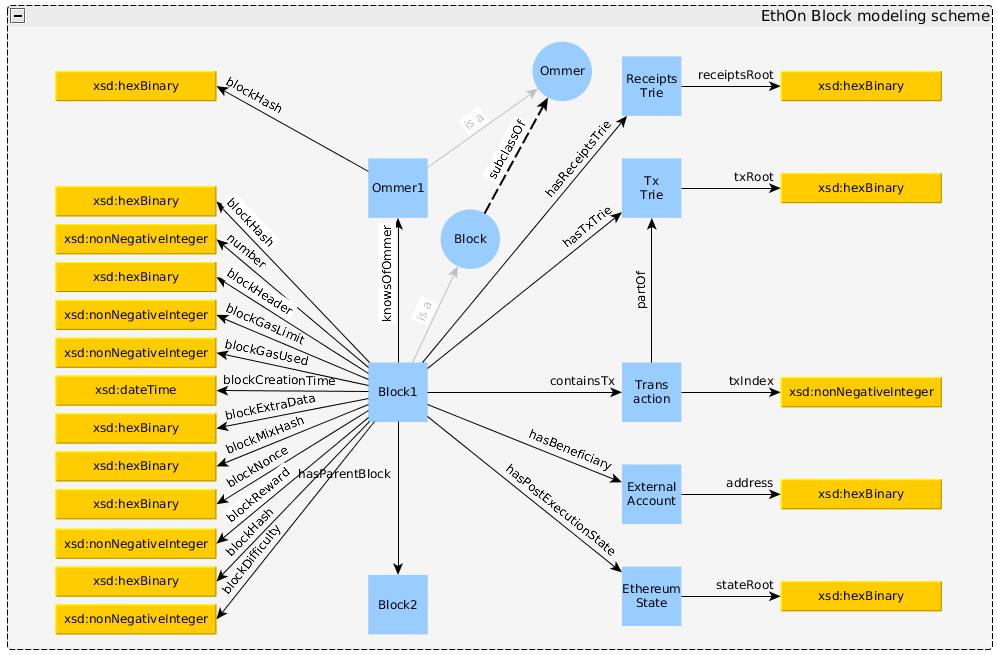 EthOn Block modeling scheme
Ommer
xsd:hexBinary
blockHash
Receipts
Trie
receiptsRoot
xsd:hexBinary
is a
subclassOf
hasReceiptsTrie
Ommer1
Tx
Trie
txRoot
xsd:hexBinary
xsd:hexBinary
blockHash
Block
hasTxTrie
xsd:nonNegativeInteger
number
knowsOfOmmer
xsd:hexBinary
blockHeader
is a
partOf
xsd:nonNegativeInteger
blockGasLimit
xsd:nonNegativeInteger
blockGasUsed
xsd:dateTime
blockCreationTime
Block1
containsTx
Trans
action
txIndex
xsd:nonNegativeInteger
xsd:hexBinary
blockExtraData
xsd:hexBinary
blockMixHash
hasBeneficiary
xsd:hexBinary
blockNonce
hasParentBlock
hasPostExecutionState
External
Account
address
xsd:hexBinary
xsd:nonNegativeInteger
blockReward
xsd:hexBinary
blockHash
xsd:nonNegativeInteger
blockDifficulty
Block2
Ethereum
State
stateRoot
xsd:hexBinary